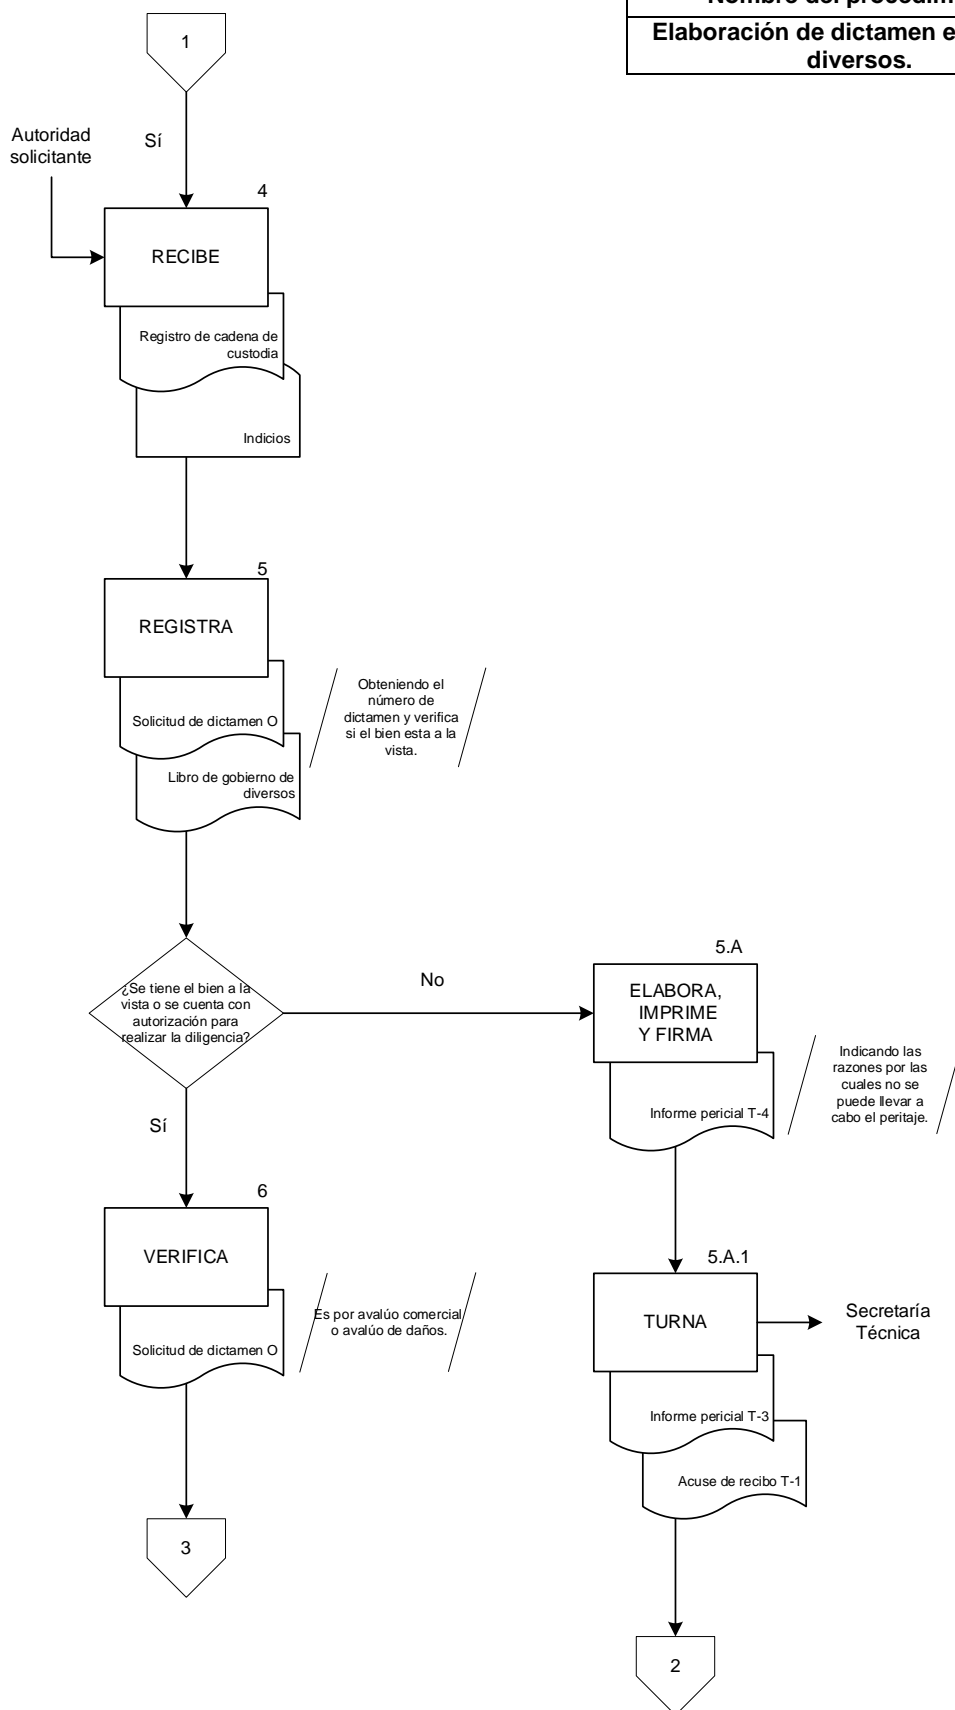 Nombre del
Elaboración de dictamen
diversos.
1
Sí
Autoridad
solicitante
4
RECIBE
Registro de cadena de
custodia
Indicios
5
REGISTRA
Solicitud de dictamen O
Libro de gobierno de
diversos
Obteniendo el
número de
dictamen y verifica
si el bien esta a la
vista.
¿Se tiene el bien a la
vista o se cuenta con
autorización para
realizar la diligencia?
No
5.A
ELABORA,
IMPRIME
Y FIRMA
Informe pericial T-4
Indicando las
razones por las
cuales no se
puede llevar a
cabo el peritaje.
Sí
6
VERIFICA
Solicitud de dictamen O
Es por avalúo comercial
o avalúo de daños.
5.A.1
TURNA
Secretaría
Técnica
Informe pericial T-3
Acuse de recibo T-1
3
2